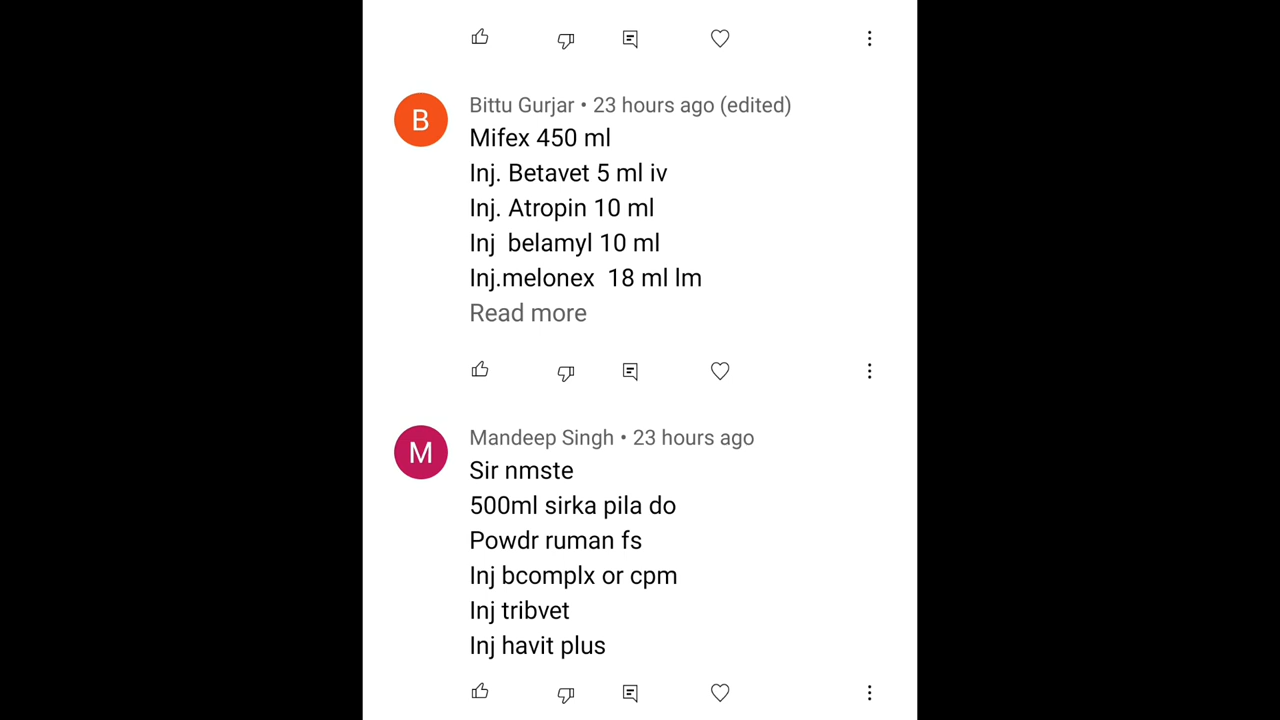 Bittu Gurjar • 23 hours ago (edited)
Mifex 450 ml
Inj. Betavet 5 ml iv
Inj. Atropin 10 ml
Inj  belamyl 10 ml
Inj.melonex  18 ml lm
Read more
Mandeep Singh • 23 hours ago
Sir nmste
500ml sirka pila do
Powdr ruman fs
Inj bcomplx or cpm
Inj tribvet
Inj havit plus
B
M